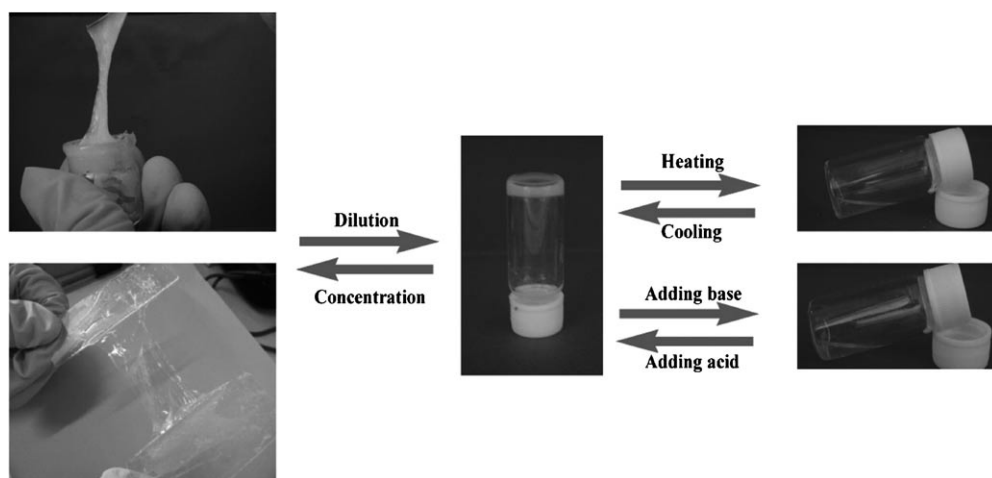 Dilution
Concentration
Heating
Cooling
Adding base
Adding acid